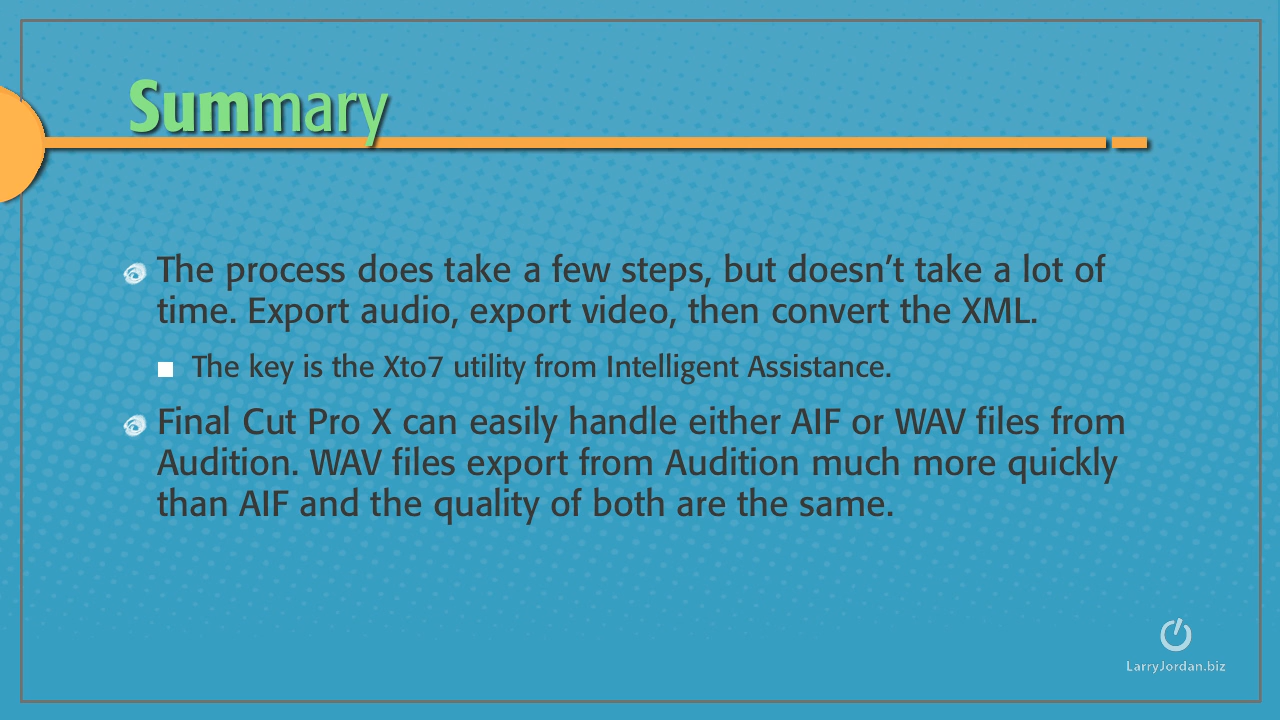 Summary
The process does take a few steps, but doesn’t take a lot of
time. Export audio, export video, then convert the XML.
The key is the Xto7 utility from Intelligent Assistance.
Final Cut Pro X can easily handle either AIF or WAV files from
Audition. WAV files export from Audition much more quickly
than AIF and the quality of both are the same.
LarryJordan.biz